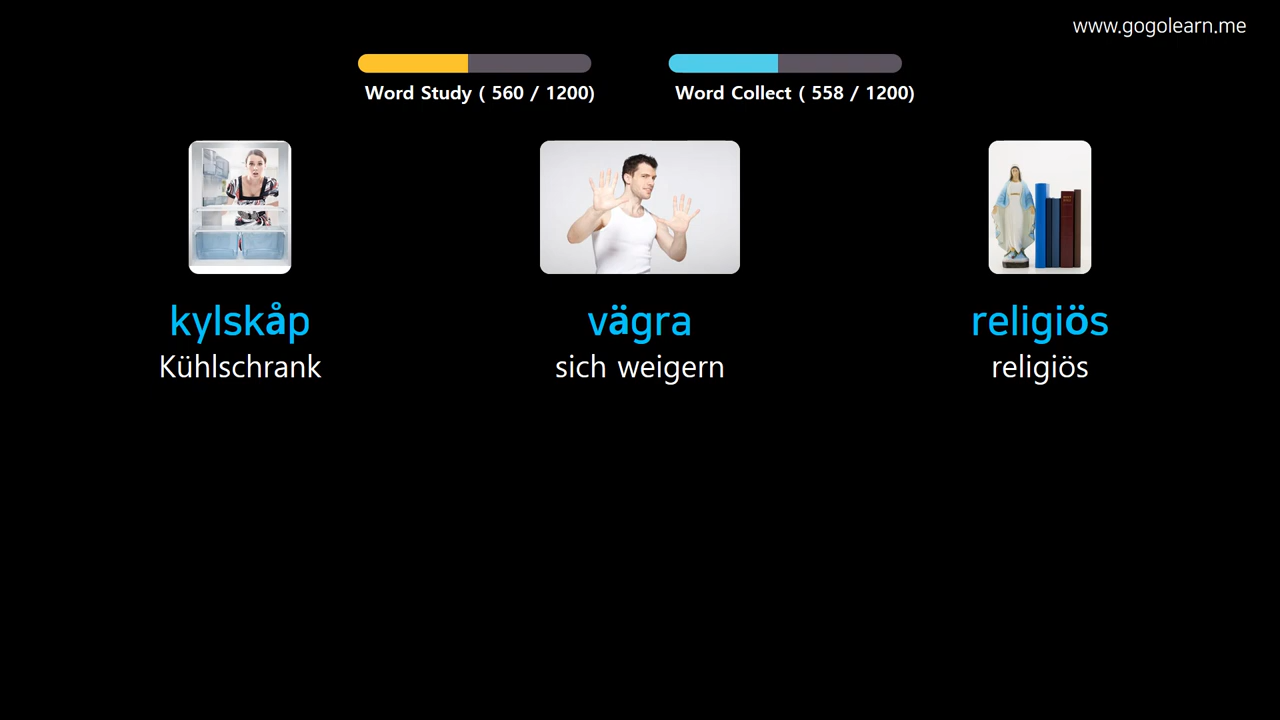 www.gogolearn.me
Word Study ( 560 / 1200)
Word Collect ( 558 / 1200)
kylskåp
Kühlschrank
vägra
sich weigern
religiös
religiös